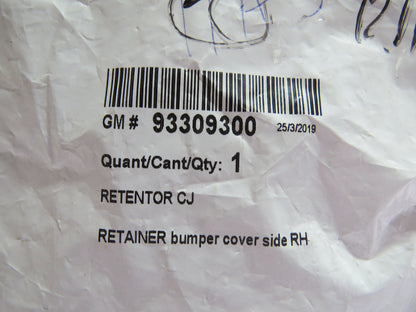 GM # 93309300 25/3/2019
Quant/Cant/Qty: 1
RETENTOR CJ
RETAINER bumper cover side RH